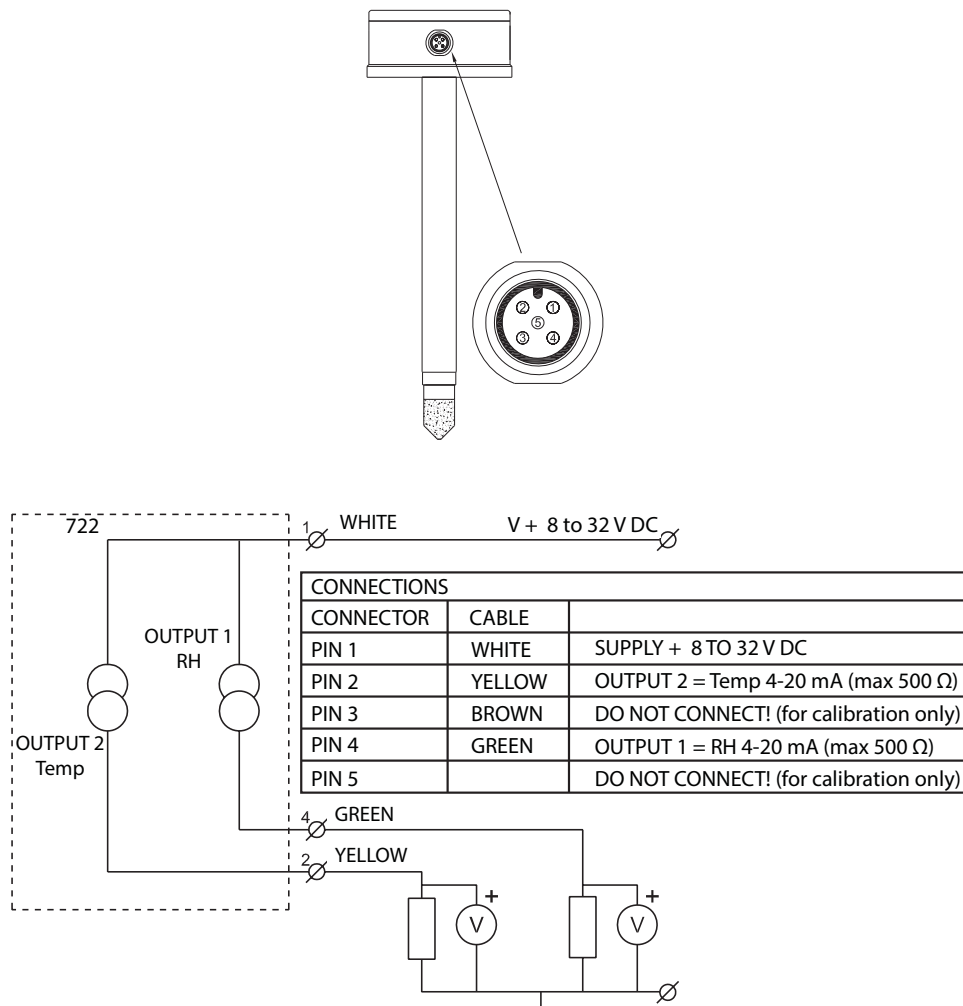 2 1
5
3 4
722
1 WHITE V + 8 to 32 V DC
CONNECTIONS
CONNECTOR CABLE
PIN 1 WHITE SUPPLY + 8 TO 32 V DC
PIN 2 YELLOW OUTPUT 2 = Temp 4-20 mA (max 500 Ω)
PIN 3 BROWN DO NOT CONNECT! (for calibration only)
PIN 4 GREEN OUTPUT 1 = RH 4-20 mA (max 500 Ω)
PIN 5 DO NOT CONNECT! (for calibration only)
OUTPUT 1
RH
OUTPUT 2
Temp
4 GREEN
2 YELLOW
+ +
V V